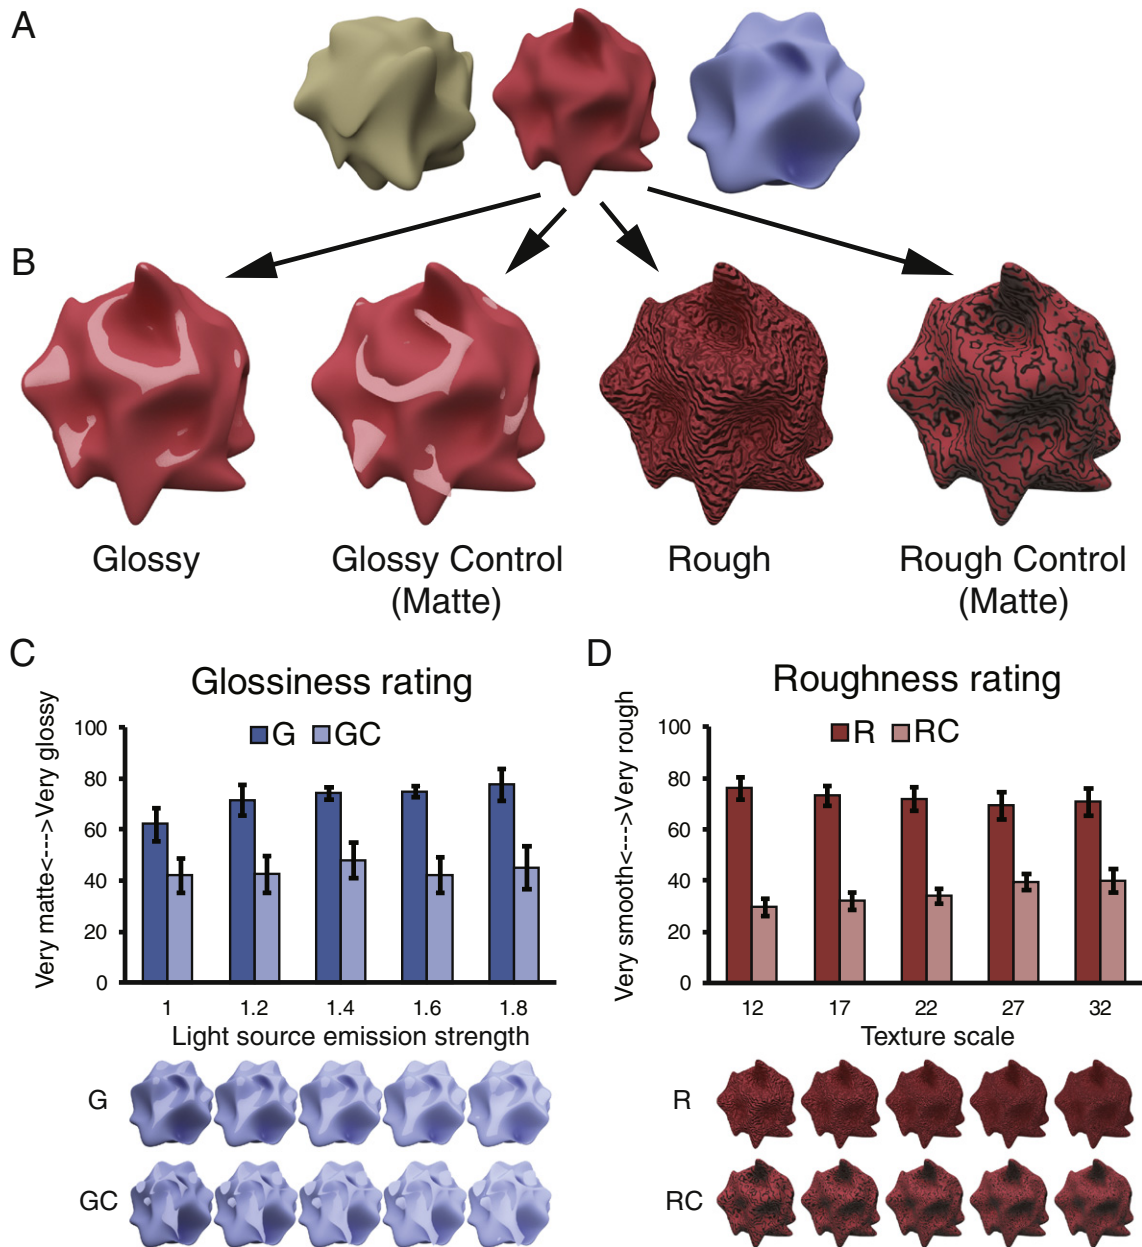 A
B
Glossy
Glossy Control
(Matte)
Rough
Rough Control
(Matte)
C
Glossiness rating
G
GC
Very matte<--->Very glossy
100
80
60
40
20
0
1
1.2
1.4
1.6
1.8
Light source emission strength
G
GC
D
Roughness rating
R
RC
Very smooth<--->Very rough
100
80
60
40
20
0
12
17
22
27
32
Texture scale
R
RC